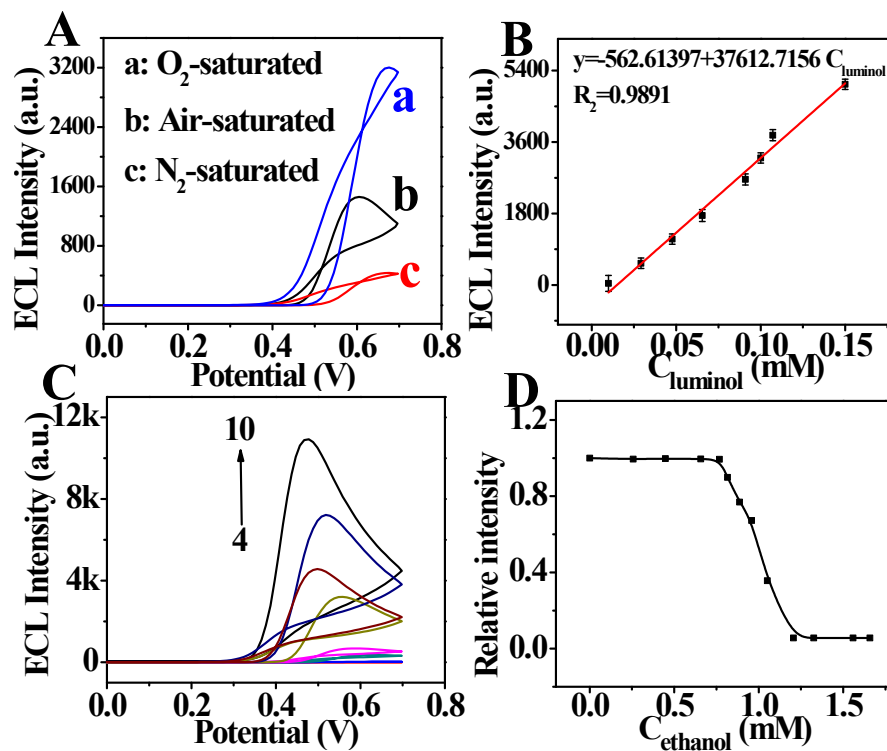 A
a: O₂-saturated
b: Air-saturated
c: N₂-saturated
a
b
c
3200
2400
1600
800
0
0.0 0.2 0.4 0.6 0.8
ECL Intensity (a.u.)
Potential (V)
B
y=-562.61397+37612.7156 C luminol
R₂=0.9891
5400
3600
1800
0
0.00 0.05 0.10 0.15
ECL Intensity (a.u.)
C luminol (mM)
C
10
4
12k
8k
4k
0
0.0 0.2 0.4 0.6 0.8
ECL Intensity (a.u.)
Potential (V)
D
1.2
0.8
0.4
0.0
0.0 0.5 1.0 1.5
Relative intensity
C ethanol (mM)